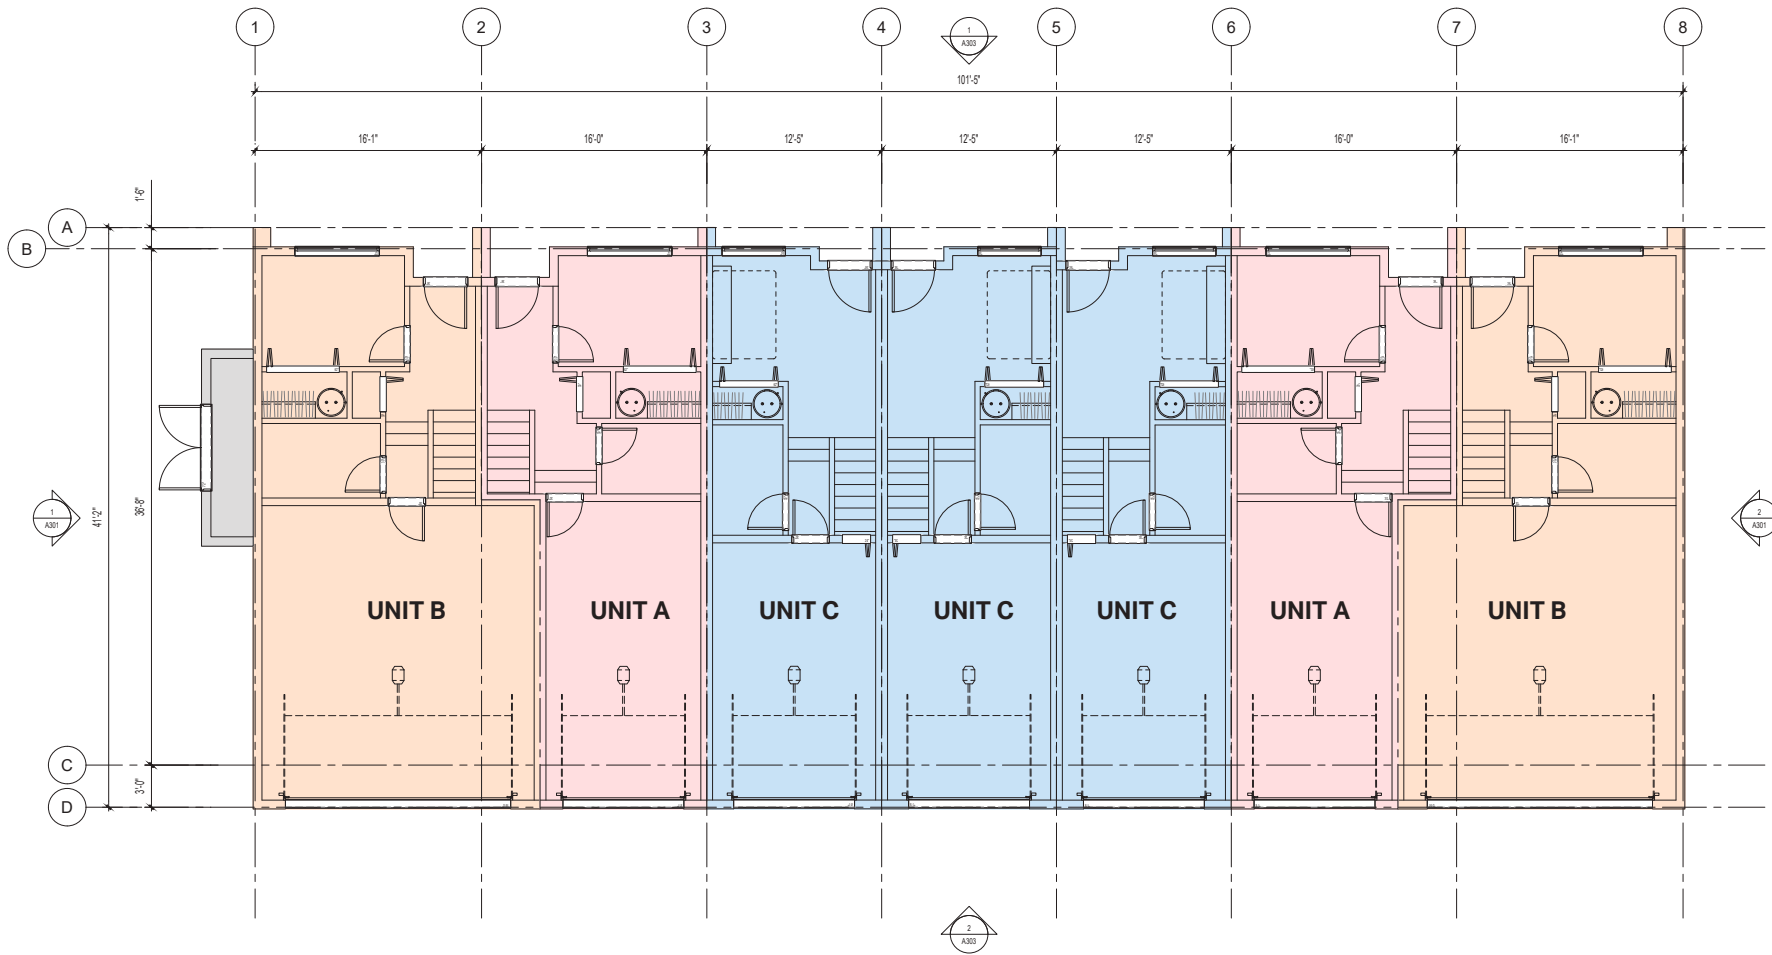 1 2 3 4 5 6 7 8
1
A303
101'-5"
16'-1" 16'-0" 12'-5" 12'-5" 12'-5" 16'-0" 16'-1"
1'-6"
A
B
36'-8"
41'-2"
1
A301
2
A301
UNIT B UNIT A UNIT C UNIT C UNIT C UNIT A UNIT B
C
3'-0"
D
2
A303